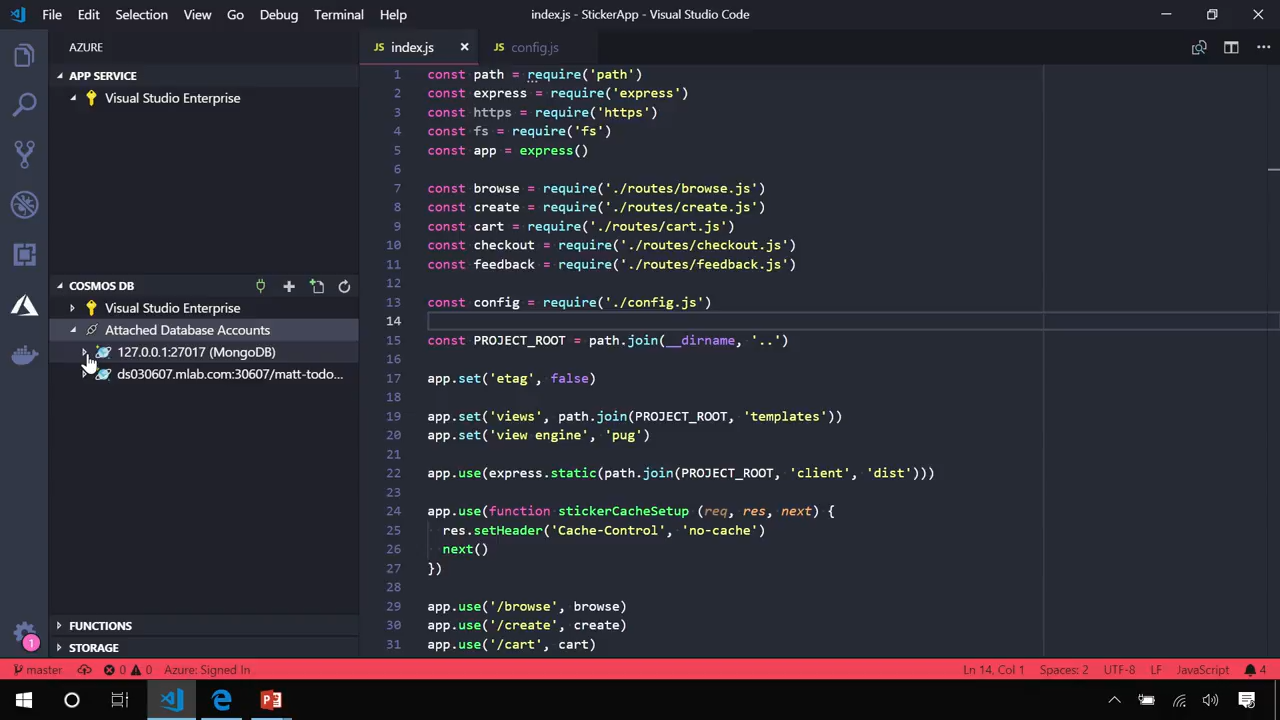 File Edit Selection View Go Debug Terminal Help index.js - StickerApp - Visual Studio Code
AZURE
JS index.js
JS config.js
APP SERVICE
Visual Studio Enterprise
COSMOS DB
Visual Studio Enterprise
Attached Database Accounts
127.0.0.1:27017 (MongoDB)
ds030607.mlab.com:30607/matt-todo...
FUNCTIONS
STORAGE
1 const path = require('path')
2 const express = require('express')
3 const https = require('https')
4 const fs = require('fs')
5 const app = express()
6
7 const browse = require('./routes/browse.js')
8 const create = require('./routes/create.js')
9 const cart = require('./routes/cart.js')
10 const checkout = require('./routes/checkout.js')
11 const feedback = require('./routes/feedback.js')
12
13 const config = require('./config.js')
14
15 const PROJECT_ROOT = path.join(__dirname, '..')
16
17 app.set('etag', false)
18
19 app.set('views', path.join(PROJECT_ROOT, 'templates'))
20 app.set('view engine', 'pug')
21
22 app.use(express.static(path.join(PROJECT_ROOT, 'client', 'dist')))
23
24 app.use(function stickerCacheSetup (req, res, next) {
25 res.setHeader('Cache-Control', 'no-cache')
26 next()
27 })
28
29 app.use('/browse', browse)
30 app.use('/create', create)
31 app.use('/cart', cart)
1
master 0 0 Azure: Signed In Ln 14, Col 1 Spaces: 2 UTF-8 LF JavaScript 4